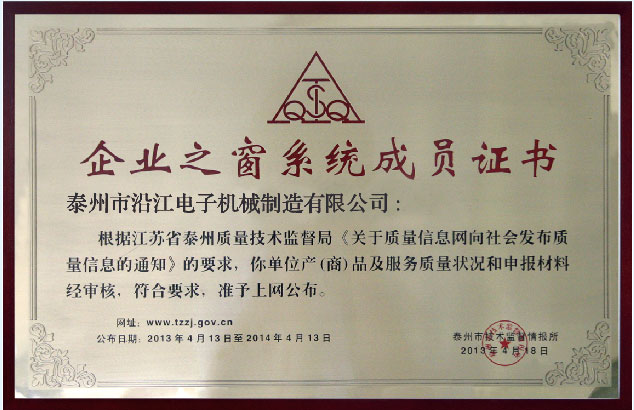 企业之窗系统成员证书
泰州市沿江电子机械制造有限公司：
根据江苏省泰州质量技术监督局《关于质量信息网向社会发布质
量信息的通知》的要求，你单位产(商)品及服务质量状况和申报材料
经审核，符合要求，准予上网公布。
网址：www.tzzj.gov.cn
公布日期：2013年4月13日至2014年4月13日
泰州市技术监督情报所
2013年4月18日